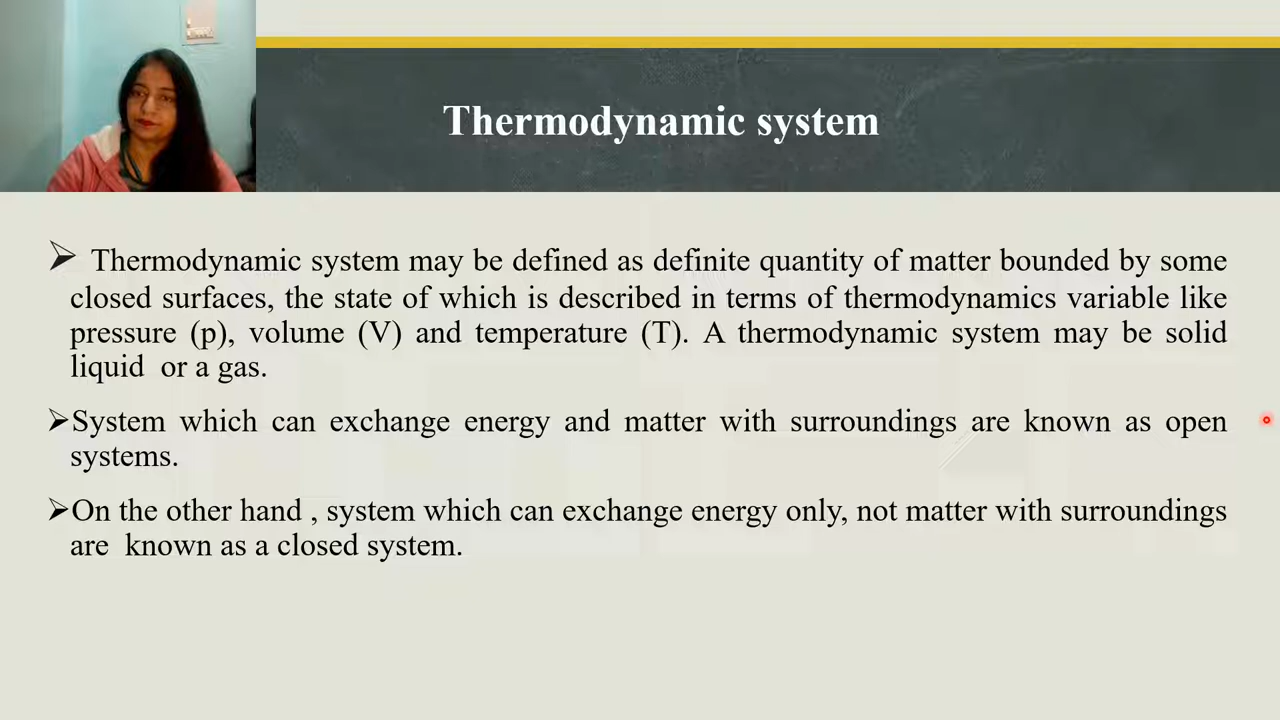 Thermodynamic system
➢ Thermodynamic system may be defined as definite quantity of matter bounded by some
closed surfaces, the state of which is described in terms of thermodynamics variable like
pressure (p), volume (V) and temperature (T). A thermodynamic system may be solid
liquid or a gas.
➢System which can exchange energy and matter with surroundings are known as open
systems.
➢On the other hand , system which can exchange energy only, not matter with surroundings
are known as a closed system.